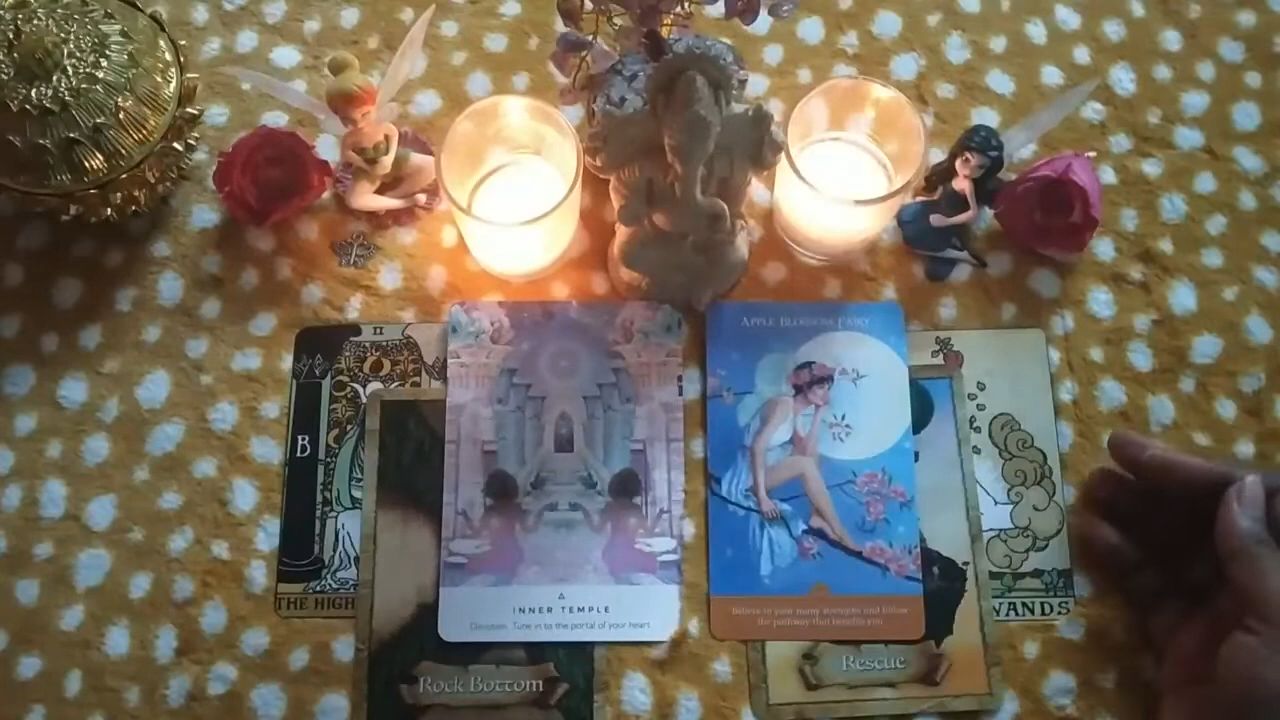 II
B
THE HIGH
Rock Bottom
INNER TEMPLE
Devotion. Tune in to the portal of your heart.
APPLE BLOSSOM FAIRY
Believe in your many strengths and follow
the pathway that benefits you.
Rescue
WANDS